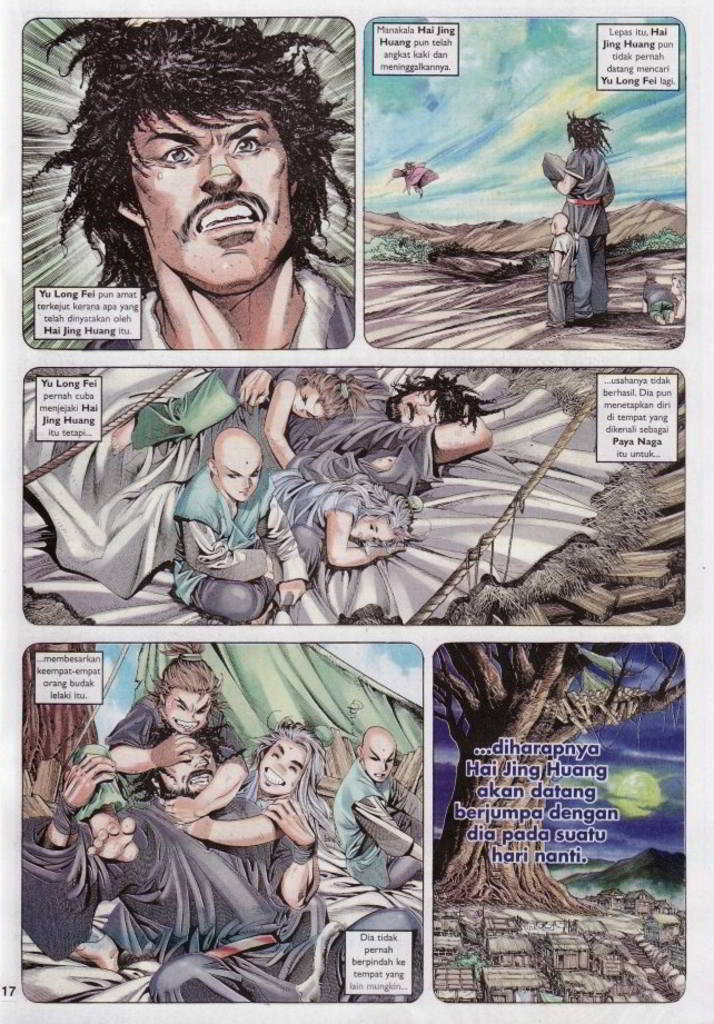 Yu Long Fei pun amat
terkejut kerana apa yang
telah dinyatakan oleh
Hai Jing Huang itu.
Manakala Hai Jing
Huang pun telah
angkat kaki dan
meninggalkannya.
Lepas itu, Hai
Jing Huang pun
tidak pernah
datang mencari
Yu Long Fei lagi.
Yu Long Fei
pernah cuba
menjejaki Hai
Jing Huang
itu tetapi...
...usahanya tidak
berhasil. Dia pun
menetapkan diri
di tempat yang
dikenali sebagai
Paya Naga
itu untuk...
...membesarkan
keempat-empat
orang budak
lelaki itu.
Dia tidak
pernah
berpindah ke
tempat yang
lain mungkin...
...diharapnya
Hai Jing Huang
akan datang
berjumpa dengan
dia pada suatu
hari nanti.
17